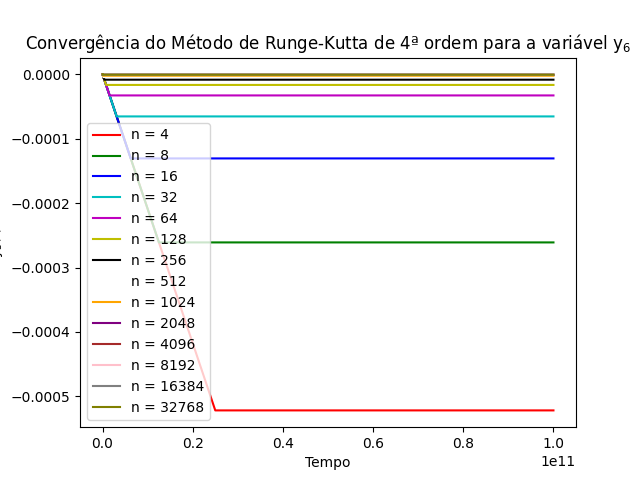 Convergência do Método de Runge-Kutta de 4ª ordem para a variável y₆
0.0000
−0.0001
−0.0002
−0.0003
−0.0004
−0.0005
n = 4
n = 8
n = 16
n = 32
n = 64
n = 128
n = 256
n = 512
n = 1024
n = 2048
n = 4096
n = 8192
n = 16384
n = 32768
0.0
0.2
0.4
0.6
0.8
1.0
1e11
Tempo